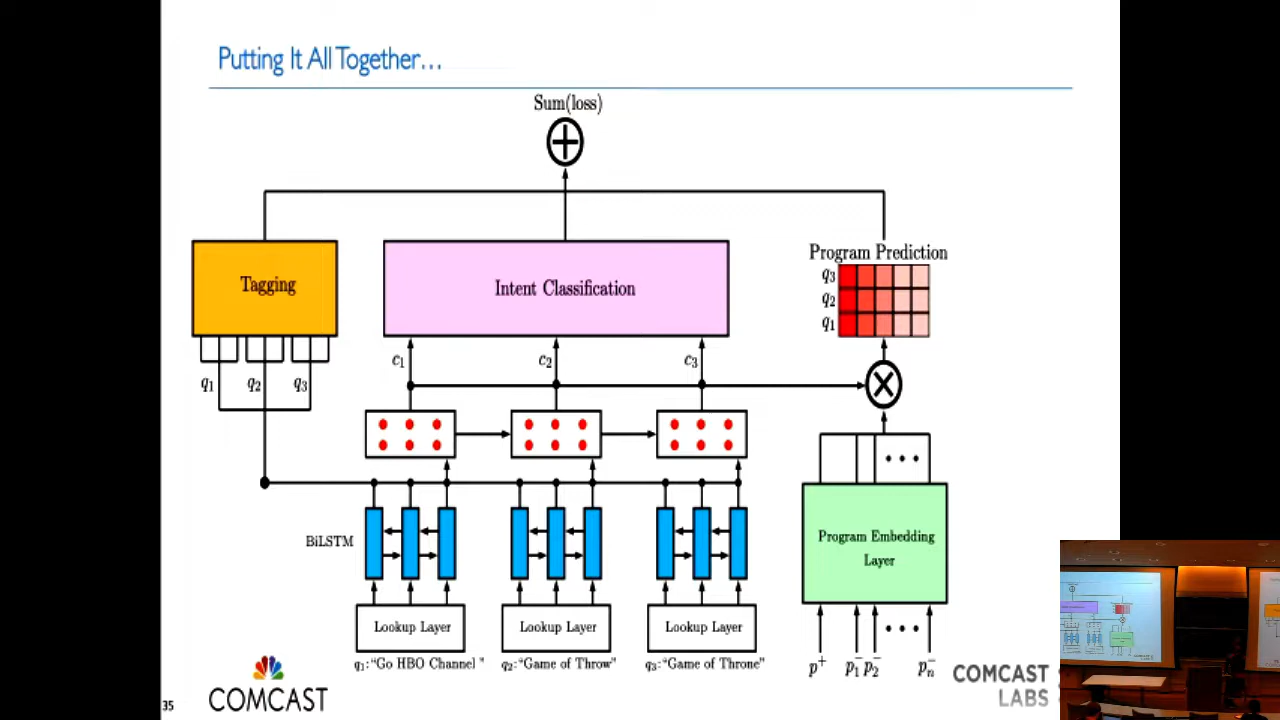 Putting It All Together...
Sum(loss)
Tagging
Intent Classification
Program Prediction
q3
q2
q1
c1
c2
c3
q1
q2
q3
BiLSTM
Program Embedding
Layer
Lookup Layer
Lookup Layer
Lookup Layer
q1:"Go HBO Channel "
q2:"Game of Throw"
q3:"Game of Throne"
p+
p1−
p2−
pn−
35
COMCAST
COMCAST
LABS